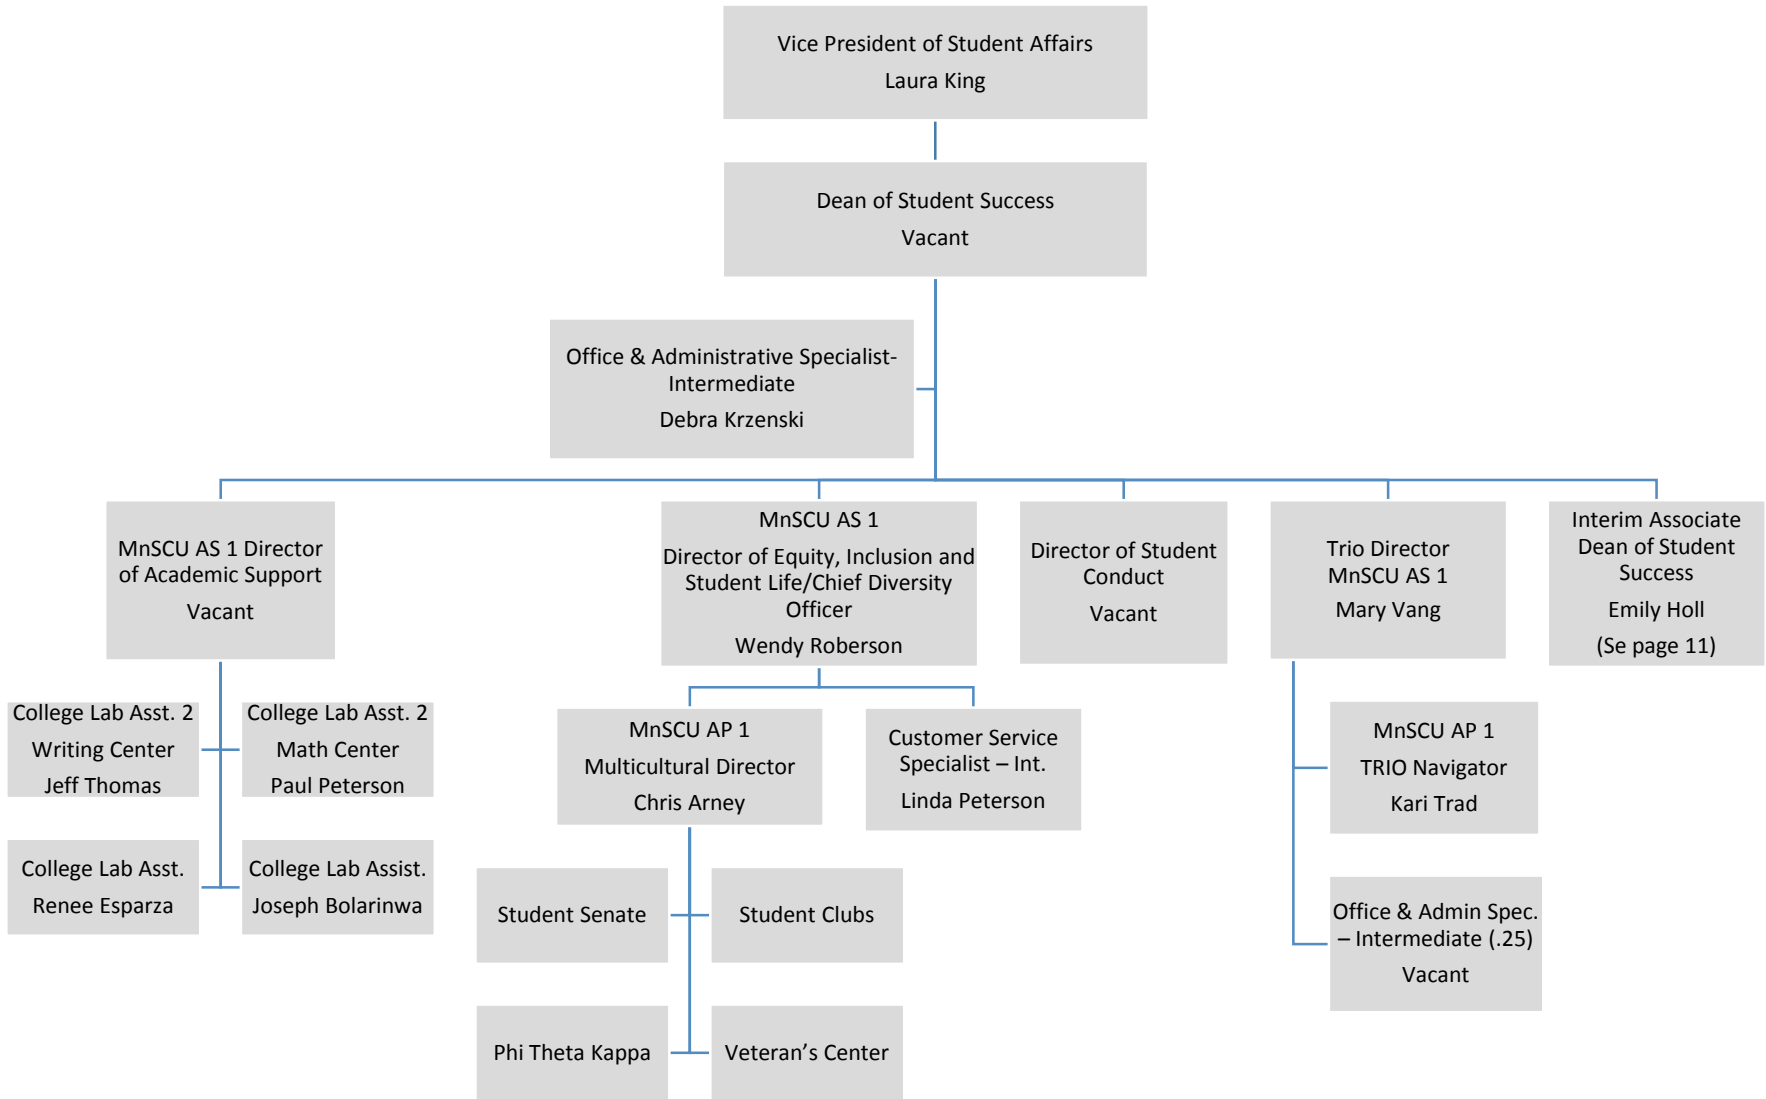 Vice President of Student Affairs
Laura King
Dean of Student Success
Vacant
Office & Administrative Specialist-
Intermediate
Debra Krzenski
MnSCU AS 1 Director
of Academic Support
Vacant
MnSCU AS 1
Director of Equity, Inclusion and
Student Life/Chief Diversity
Officer
Wendy Roberson
Director of Student
Conduct
Vacant
Trio Director
MnSCU AS 1
Mary Vang
Interim Associate
Dean of Student
Success
Emily Holl
(Se page 11)
College Lab Asst. 2
Writing Center
Jeff Thomas
College Lab Asst. 2
Math Center
Paul Peterson
College Lab Asst.
Renee Esparza
College Lab Assist.
Joseph Bolarinwa
MnSCU AP 1
Multicultural Director
Chris Arney
Customer Service
Specialist – Int.
Linda Peterson
Student Senate
Student Clubs
Phi Theta Kappa
Veteran’s Center
MnSCU AP 1
TRIO Navigator
Kari Trad
Office & Admin Spec.
– Intermediate (.25)
Vacant